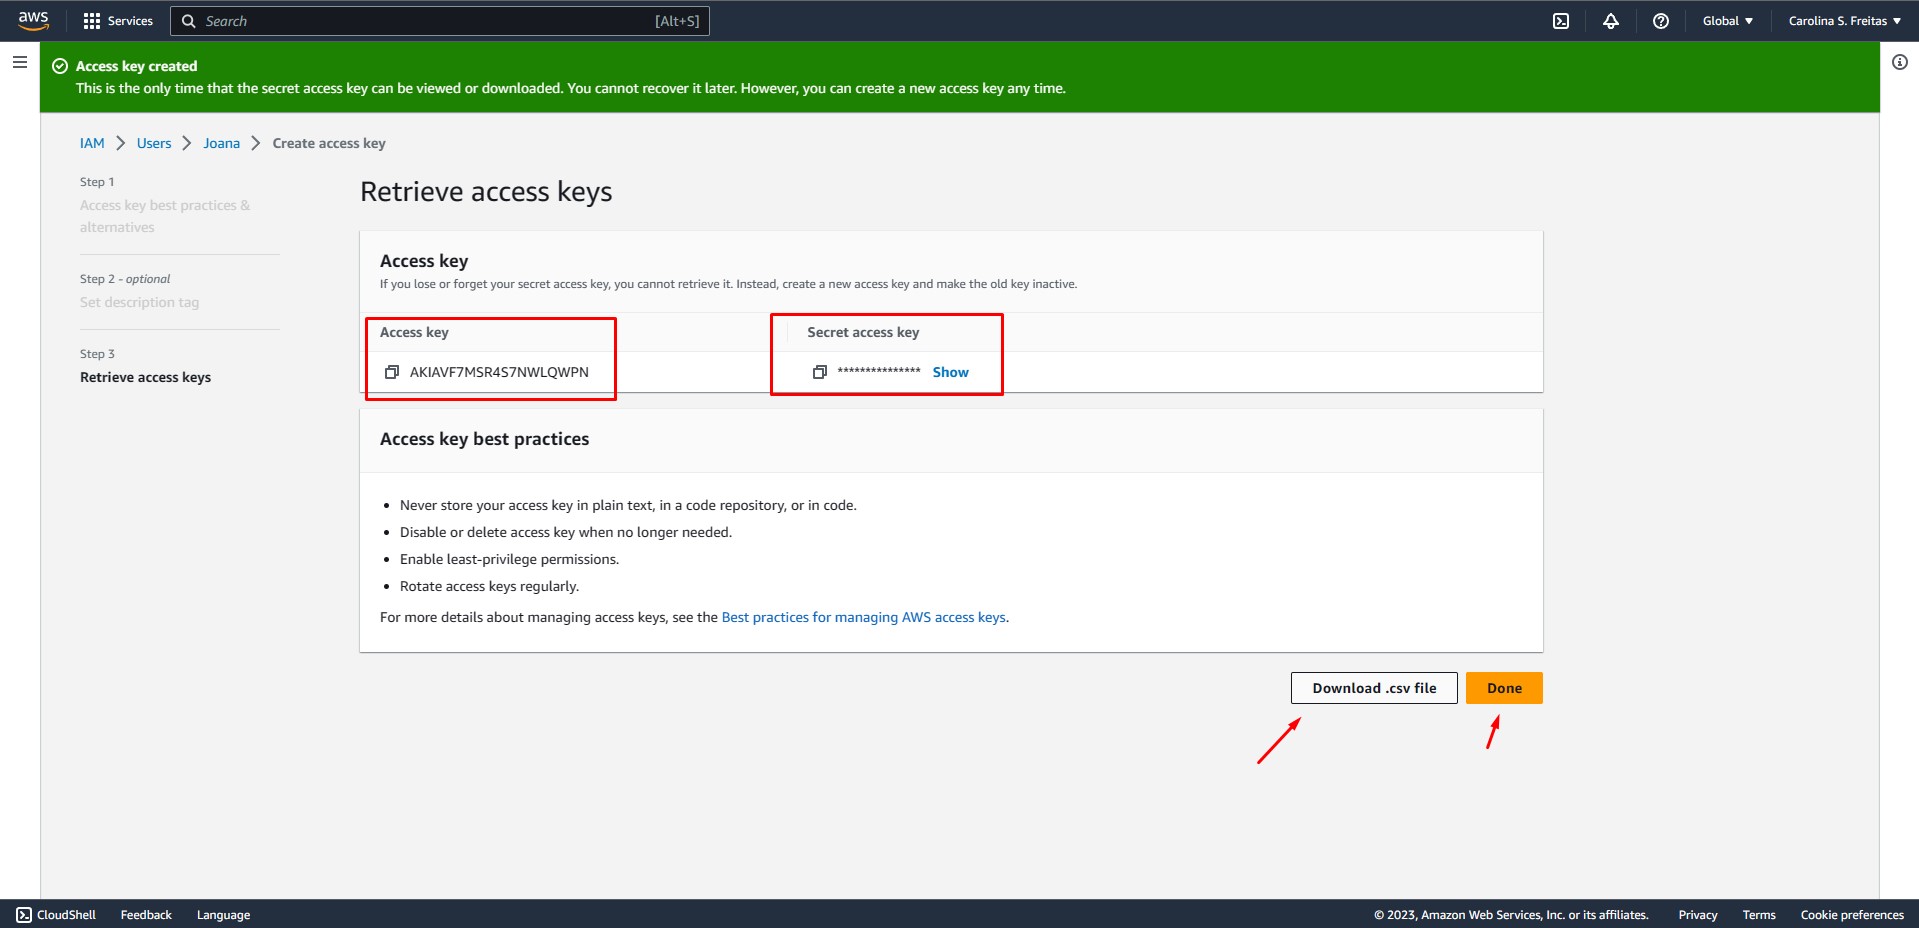 aws
Services
Search
[Alt+S]
Global
Carolina S. Freitas
Access key created
This is the only time that the secret access key can be viewed or downloaded. You cannot recover it later. However, you can create a new access key any time.
IAM > Users > Joana > Create access key
Step 1
Access key best practices &
alternatives
Step 2 - optional
Set description tag
Step 3
Retrieve access keys
Retrieve access keys
Access key
If you lose or forget your secret access key, you cannot retrieve it. Instead, create a new access key and make the old key inactive.
Access key
Secret access key
AKIAVF7MSR4S7NWLQWPN
*************** Show
Access key best practices
• Never store your access key in plain text, in a code repository, or in code.
• Disable or delete access key when no longer needed.
• Enable least-privilege permissions.
• Rotate access keys regularly.
For more details about managing access keys, see the Best practices for managing AWS access keys.
Download .csv file
Done
CloudShell
Feedback
Language
© 2023, Amazon Web Services, Inc. or its affiliates.
Privacy
Terms
Cookie preferences